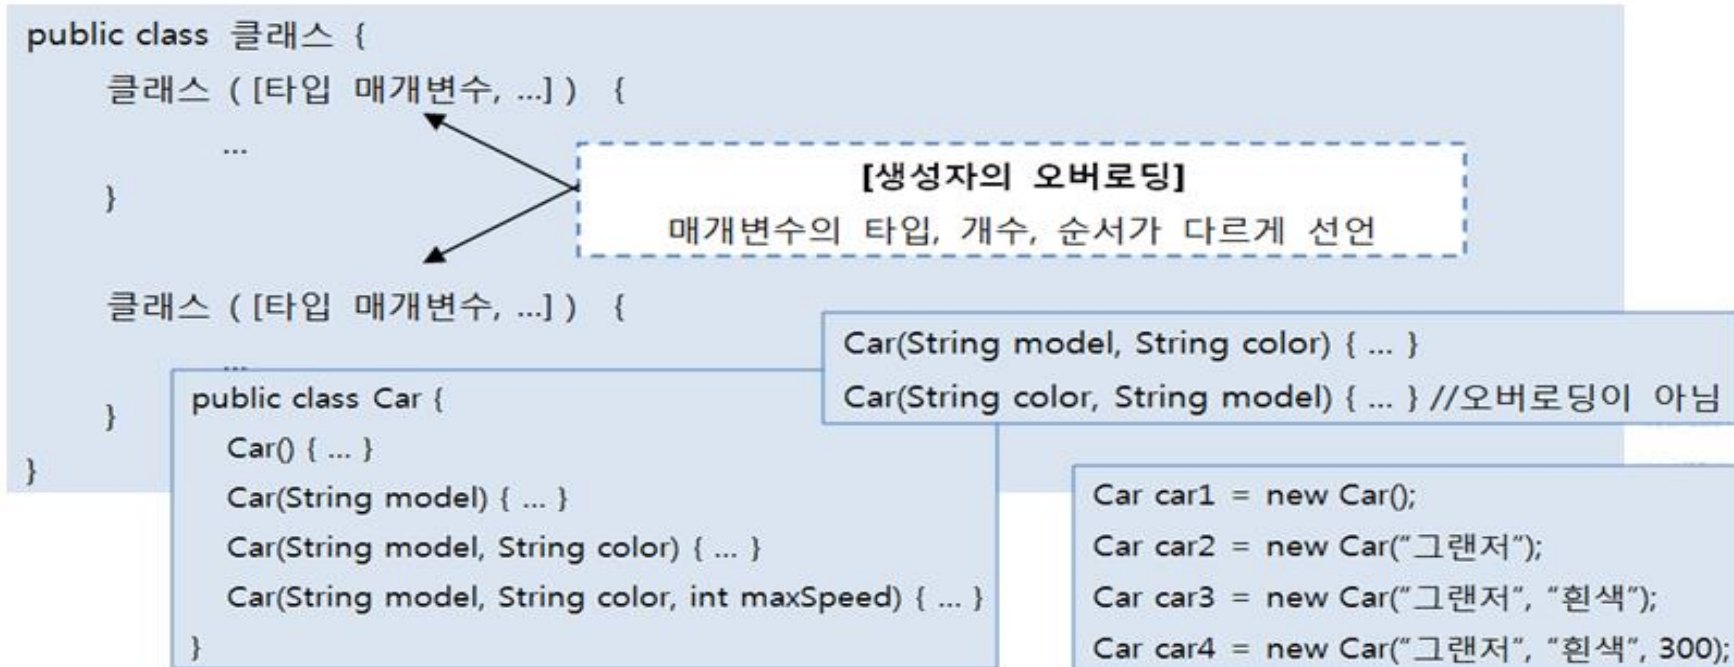 public class 클래스 {
클래스 ( [타입 매개변수, ...] ) {
...
}
[생성자의 오버로딩]
매개변수의 타입, 개수, 순서가 다르게 선언
클래스 ( [타입 매개변수, ...] ) {
...
}
}
Car(String model, String color) { ... }
Car(String color, String model) { ... } //오버로딩이 아님
public class Car {
Car() { ... }
Car(String model) { ... }
Car(String model, String color) { ... }
Car(String model, String color, int maxSpeed) { ... }
}
Car car1 = new Car();
Car car2 = new Car("그랜저");
Car car3 = new Car("그랜저", "흰색");
Car car4 = new Car("그랜저", "흰색", 300);